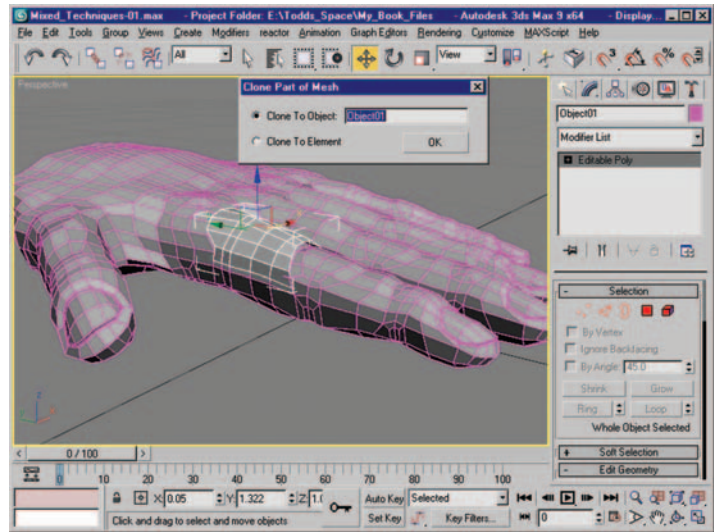 Mixed_Techniques-01.max - Project Folder: E:\Todds_Space\My_Book_Files - Autodesk 3ds Max 9 x64 - Display...
File Edit Tools Group Views Create Modifiers reactor Animation Graph Editors Rendering Customize MAXScript Help
All
View
Perspective
Clone Part of Mesh
Clone To Object: Object01
Clone To Element
OK
Object01
Modifier List
Editable Poly
- Selection
By Vertex
Ignore Backfacing
By Angle: 45.0
Shrink Grow
Ring Loop
Whole Object Selected
+ Soft Selection
- Edit Geometry
z
< 0 / 100 >
0 10 20 30 40 50 60 70 80 90 100
X: 0.05 Y: 1.322 Z: 1.0
Auto Key Selected
Click and drag to select and move objects
Set Key Key Filters... 0